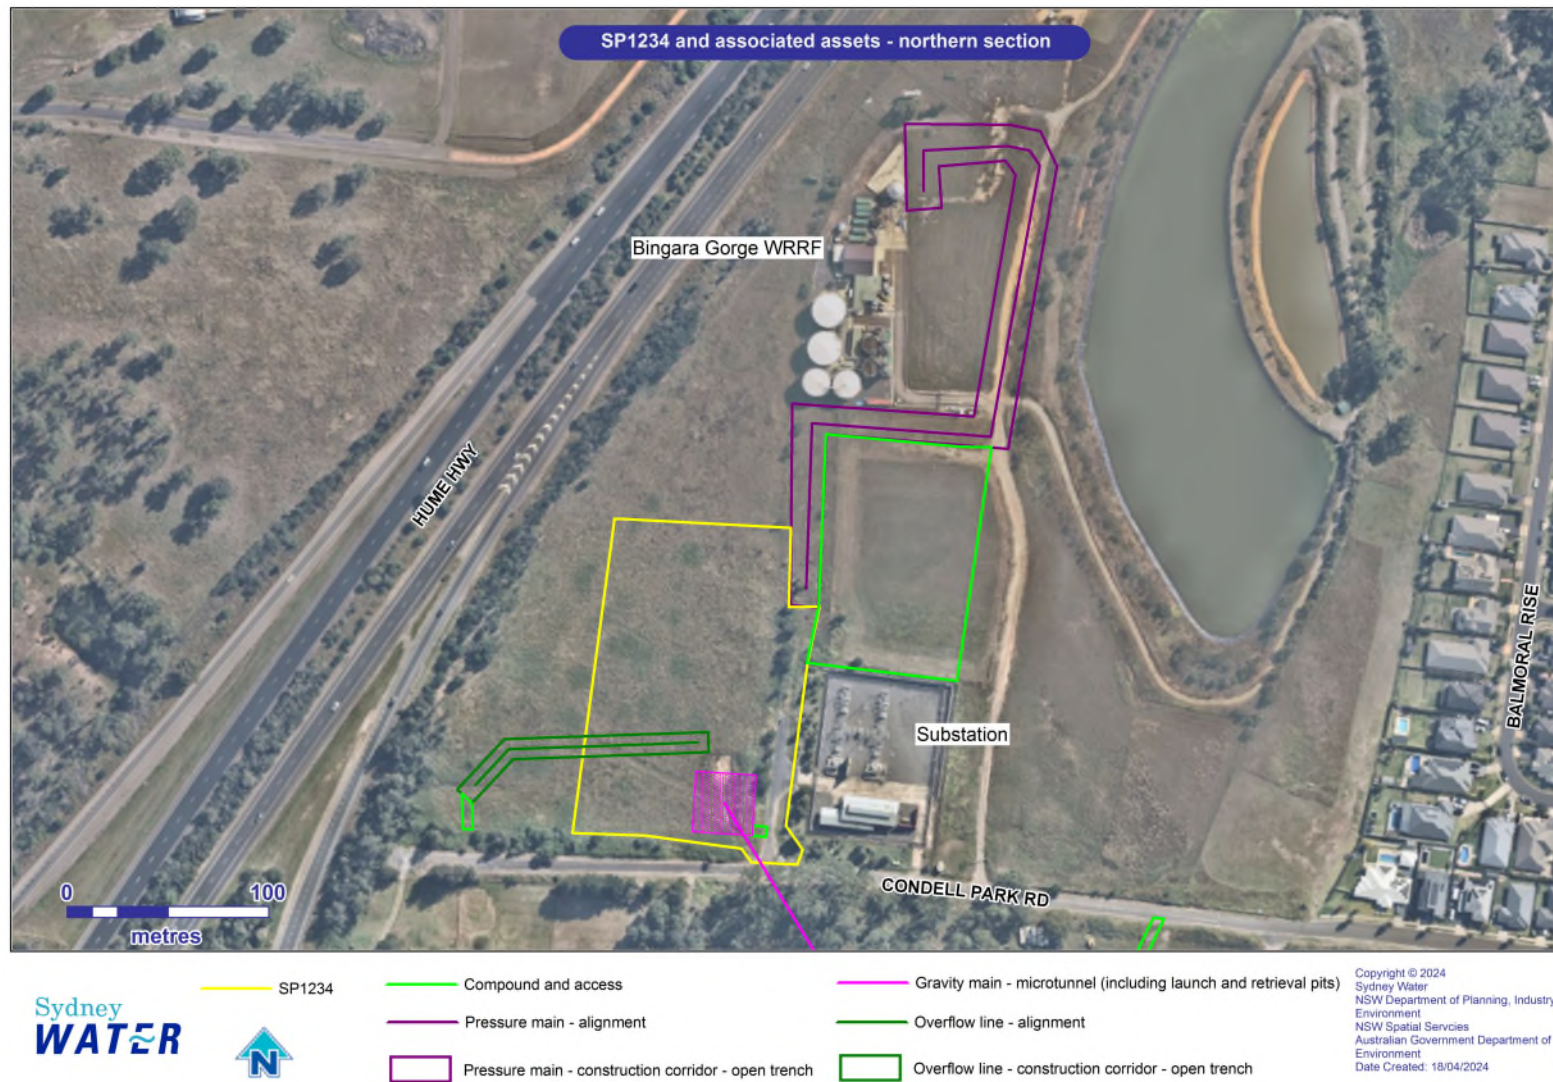 SP1234 and associated assets - northern section
Bingara Gorge WRRF
HUME HWY
BALMORAL RISE
Substation
CONDELL PARK RD
0 100
metres
Sydney
WATER
N
SP1234
Compound and access
Pressure main - alignment
Pressure main - construction corridor - open trench
Gravity main - microtunnel (including launch and retrieval pits)
Overflow line - alignment
Overflow line - construction corridor - open trench
Copyright © 2024
Sydney Water
NSW Department of Planning, Industry
Environment
NSW Spatial Servcies
Australian Government Department of
Environment
Date Created: 18/04/2024